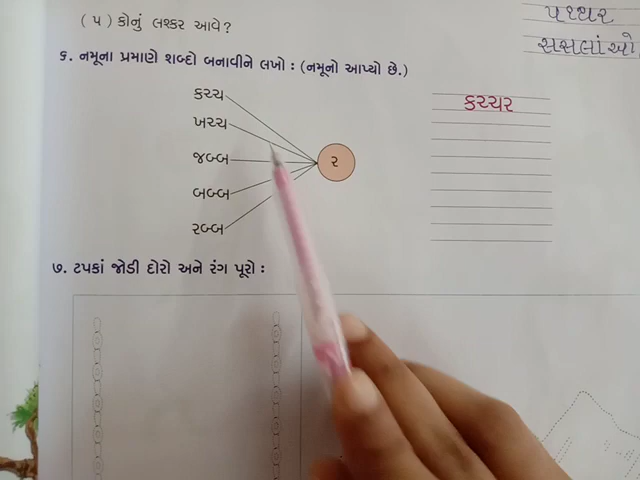 (૫) કોનું લશ્કર આવે?
૬. નમૂના પ્રમાણે શબ્દો બનાવીને લખો : (નમૂનો આપ્યો છે.)
કચ્ચ
ખચ્ચ
જબ્બ
બબ્બ
રબ્બ
ર
કચ્ચર
૭. ટપકાં જોડી દોરો અને રંગ પૂરો :
પથ્થર
સસલાંઓ